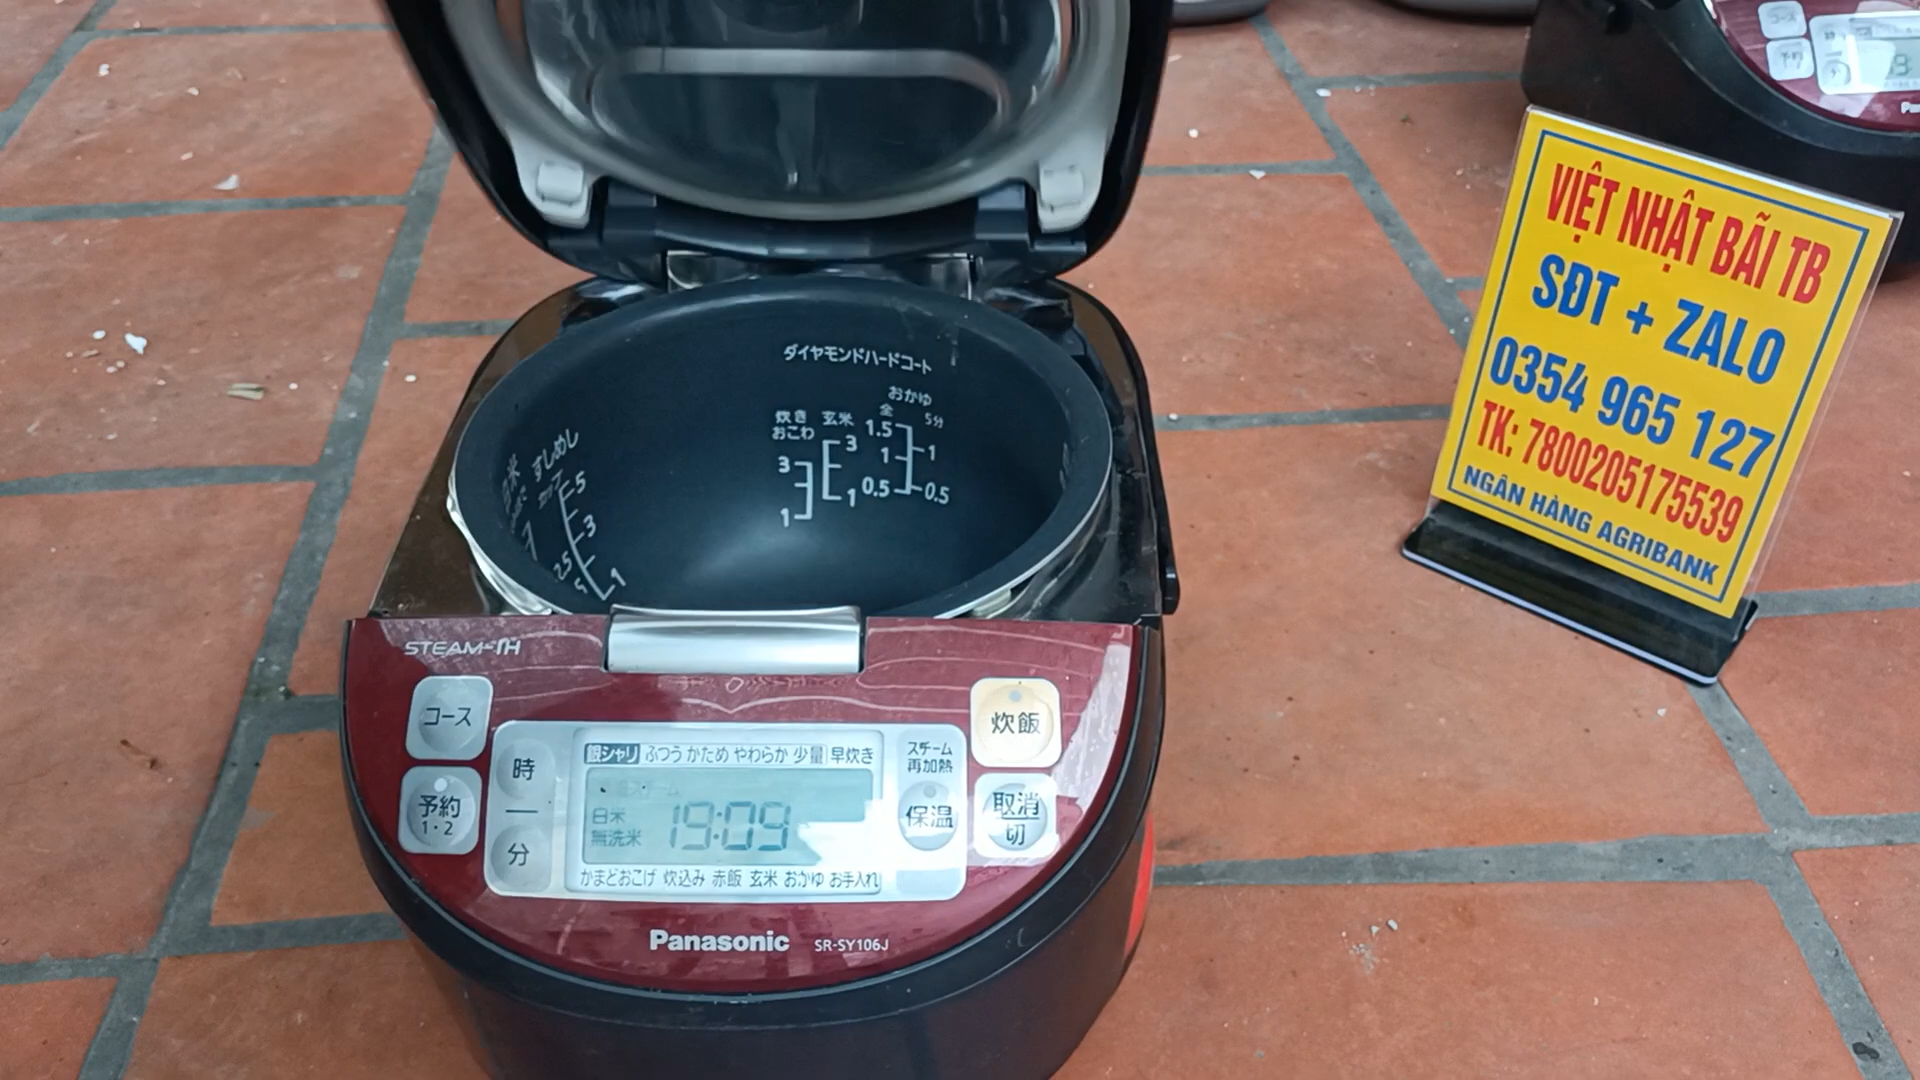 コース
予約
VIỆT NHẬT BÃI TB
SĐT + ZALO
0354 965 127
TK: 7800205175539
NGÂN HÀNG AGRIBANK
ダイヤモンドハードコート
おかゆ
全 5分
炊き おこわ 玄米
1.5
1
0.5
1
0.5
3
1
3
1
すしめし
5
3
1
STEAM IH
コース
炊飯
予約
1・2
時
分
銀シャリ ふつう かため やわらか 少量 早炊き
白米
無洗米
19:09
かまどおこげ 炊込み 赤飯 玄米 おかゆ お手入れ
スチーム
再加熱
保温
取消
切
Panasonic SR-SY106J